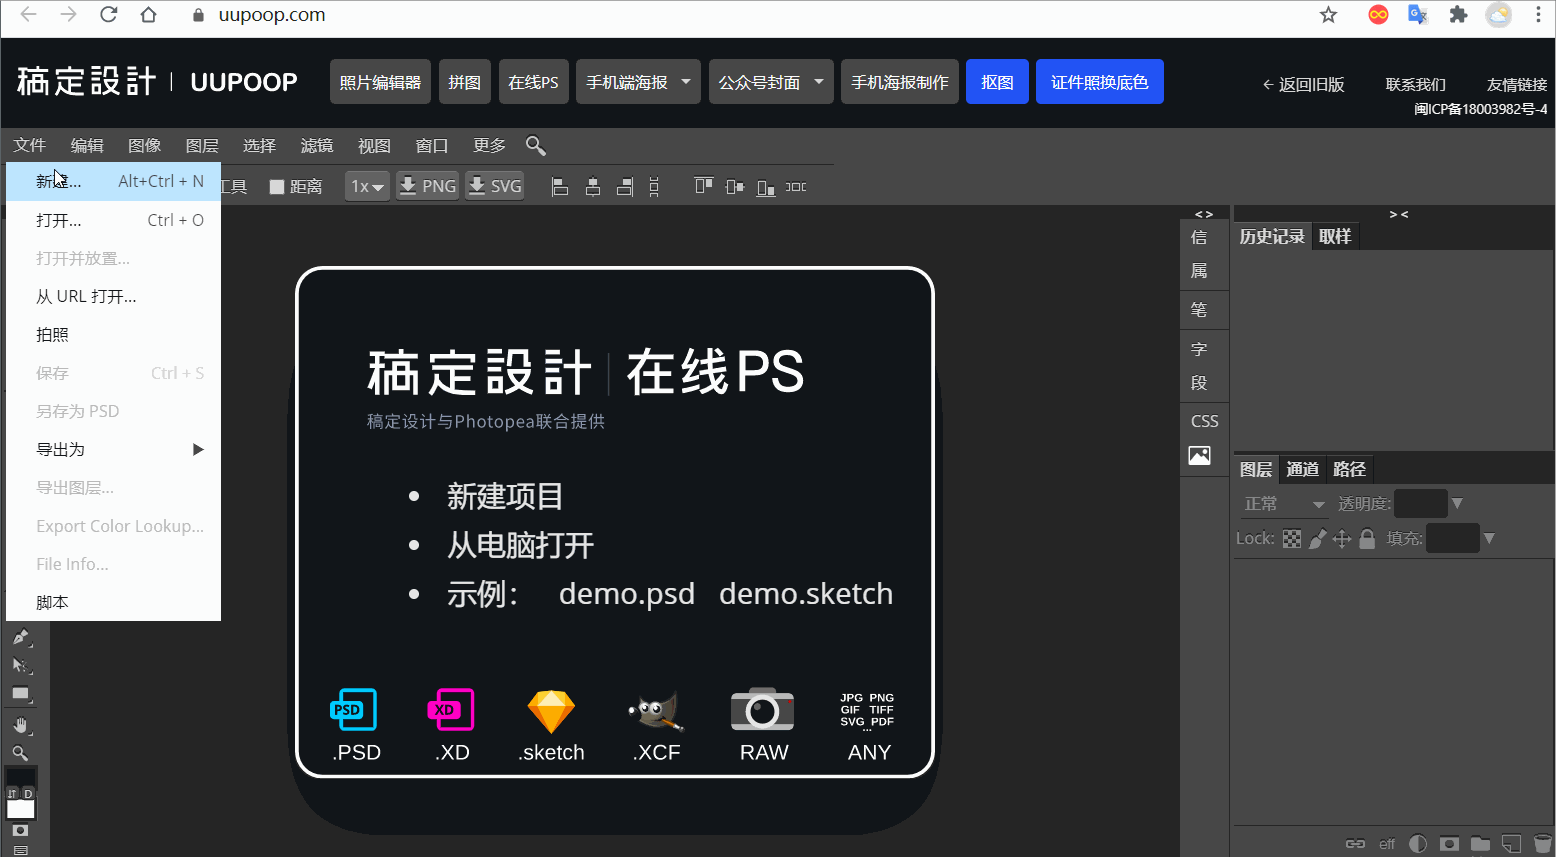 uupoop.com
稿定設計 | UUPOOP
照片编辑器 拼图 在线PS 手机端海报 公众号封面 手机海报制作 抠图 证件照换底色
← 返回旧版 联系我们 友情链接
闽ICP备18003982号-4
文件 编辑 图像 图层 选择 滤镜 视图 窗口 更多
工具 距离 1x PNG SVG
新建... Alt+Ctrl + N
打开... Ctrl + O
打开并放置...
从 URL 打开...
拍照
保存 Ctrl + S
另存为 PSD
导出为
导出图层...
Export Color Lookup...
File Info...
脚本
D
稿定設計 | 在线PS
稿定设计与Photopea联合提供
• 新建项目
• 从电脑打开
• 示例： demo.psd demo.sketch
PSD XD JPG PNG
GIF TIFF
SVG PDF
...
.PSD .XD .sketch .XCF RAW ANY
< >
信
属
笔
字
段
CSS
> <
历史记录 取样
图层 通道 路径
正常 透明度:
Lock: 填充:
eff